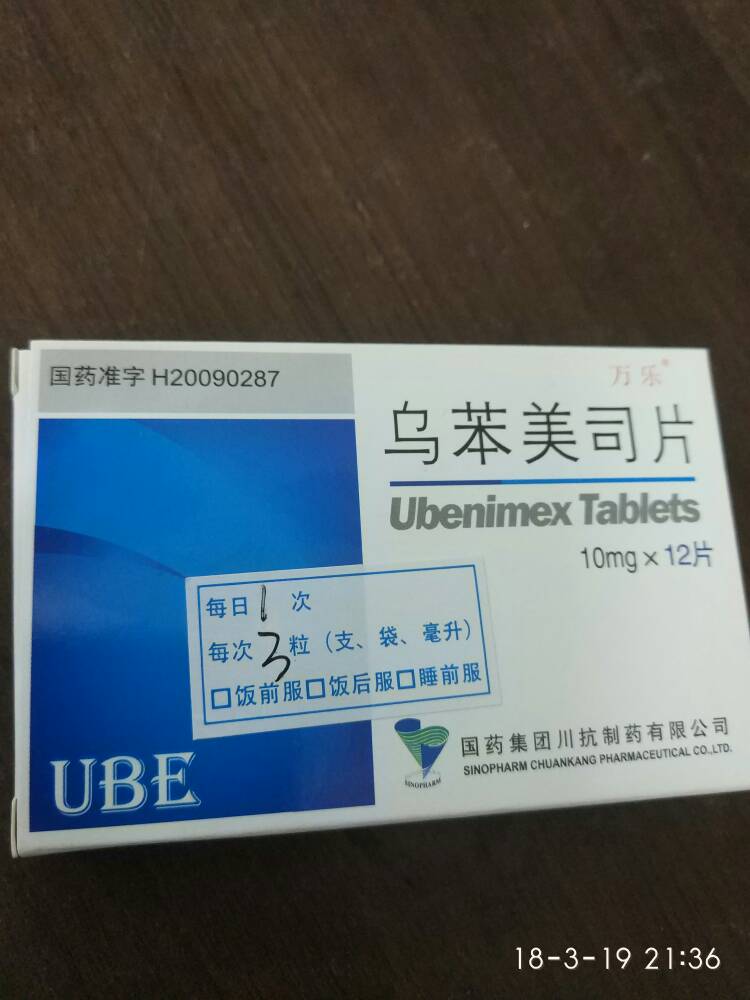 国药准字 H20090287
万乐®
乌苯美司片
Ubenimex Tablets
10mg × 12片
每日 1 次
每次 3 粒（支、袋、毫升）
□饭前服□饭后服□睡前服
UBE
SINOPHARM
国药集团川抗制药有限公司
SINOPHARM CHUANKANG PHARMACEUTICAL CO.,LTD.
18-3-19 21:36